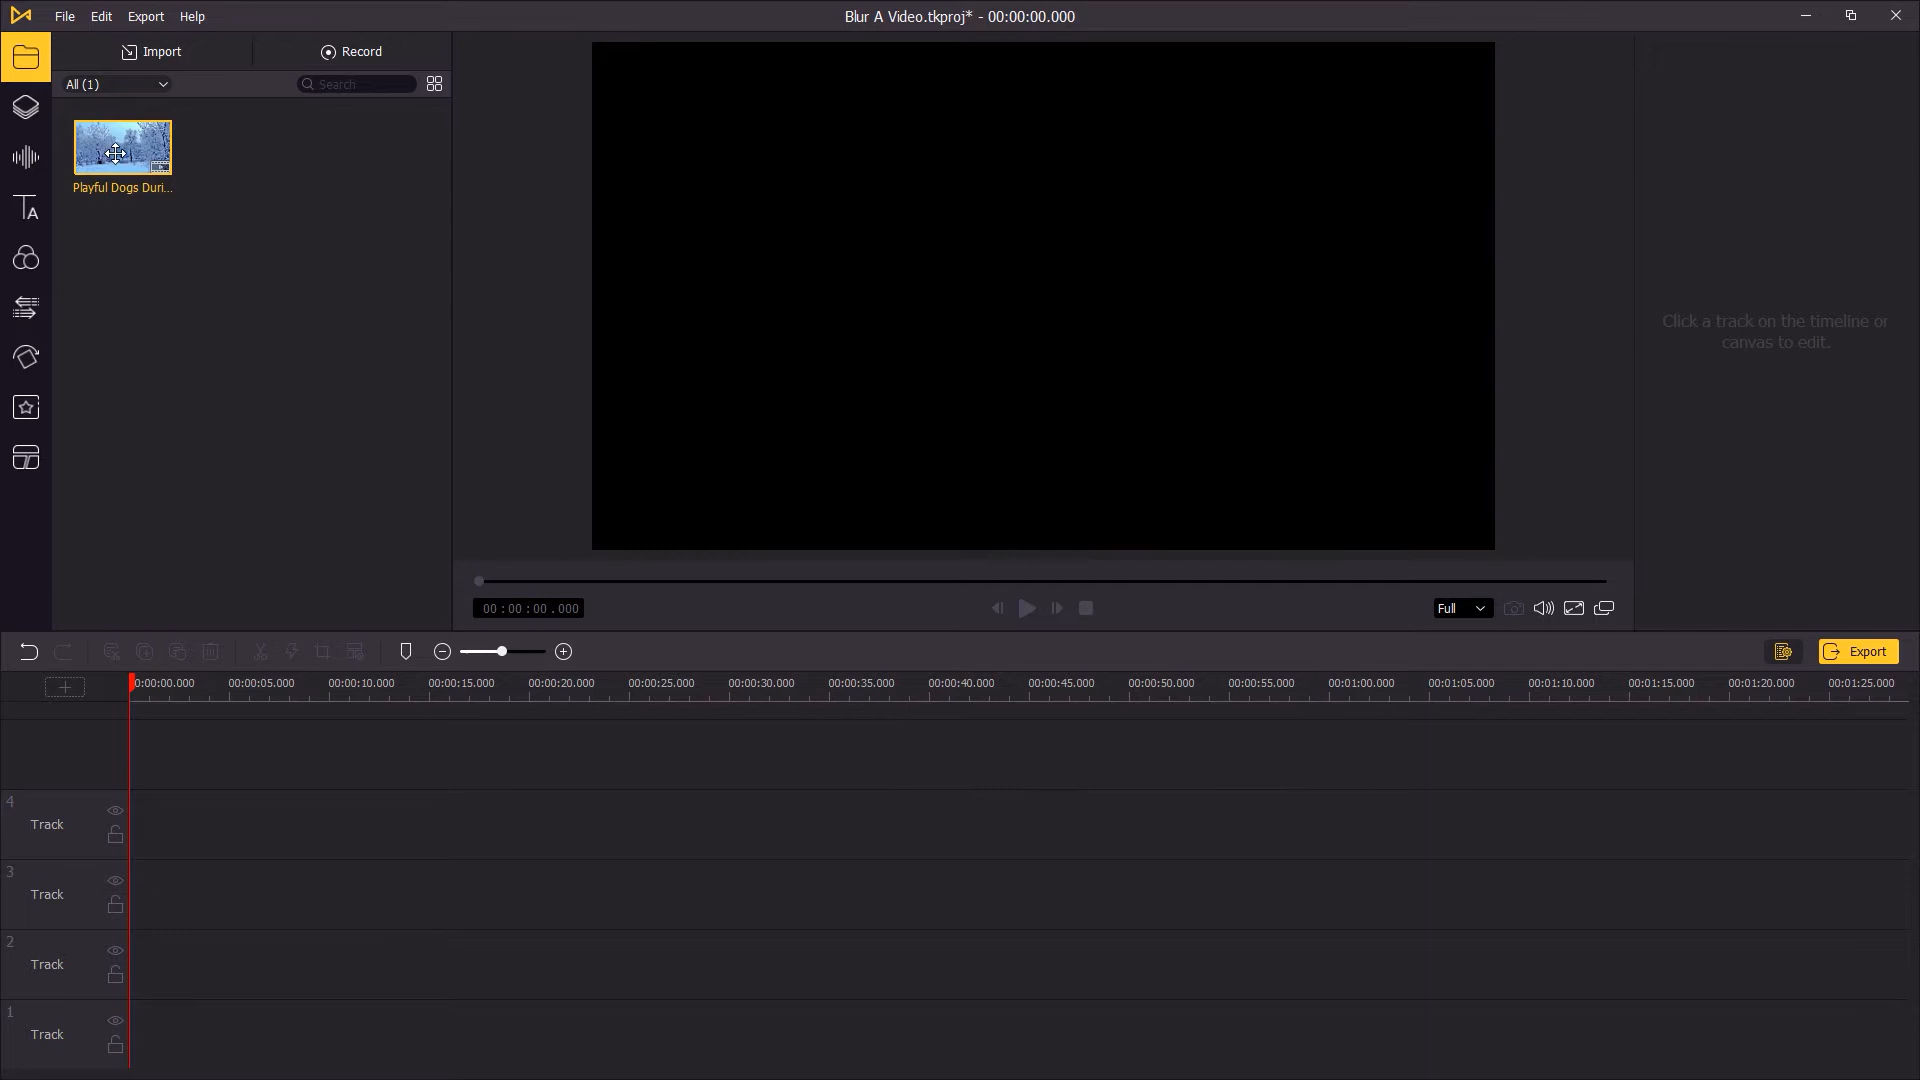 File Edit Export Help
Blur A Video.tkproj* - 00:00:00.000
Import
Record
All (1)
Search
Playful Dogs Duri...
Click a track on the timeline or
canvas to edit.
00:00:00.000
Full
Export
0:00:00.000 00:00:05.000 00:00:10.000 00:00:15.000 00:00:20.000 00:00:25.000 00:00:30.000 00:00:35.000 00:00:40.000 00:00:45.000 00:00:50.000 00:00:55.000 00:01:00.000 00:01:05.000 00:01:10.000 00:01:15.000 00:01:20.000 00:01:25.000
4
Track
3
Track
2
Track
1
Track